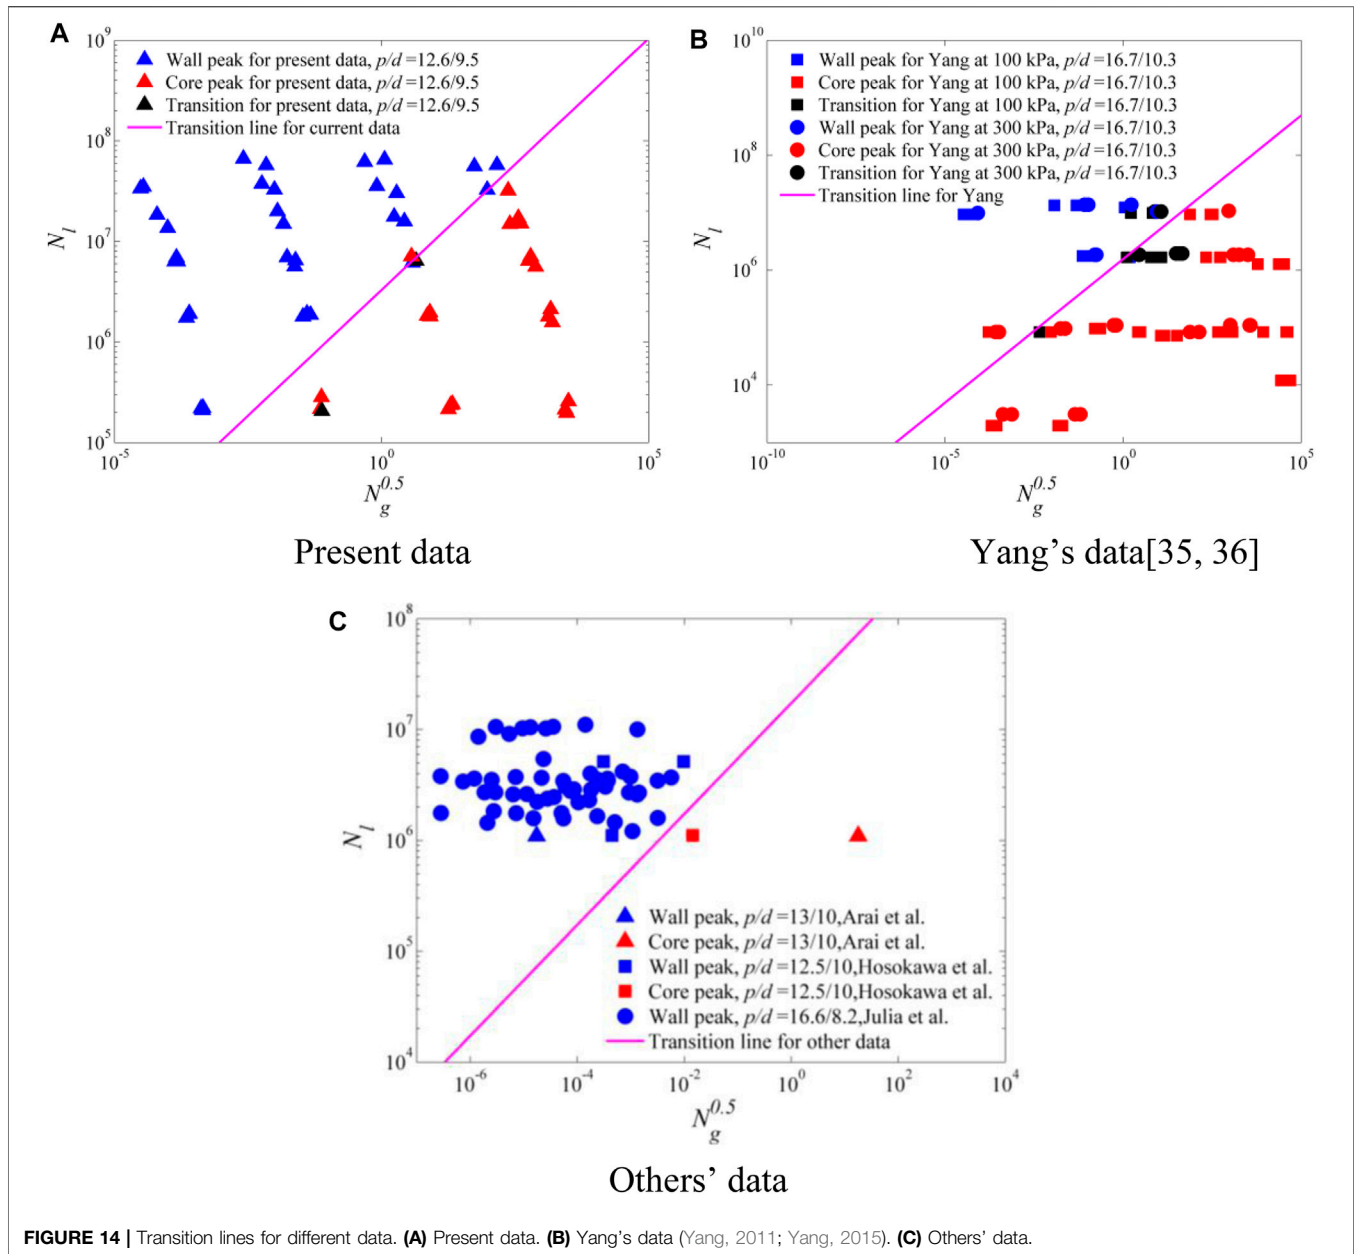 A
10^9
10^8
10^7
10^6
10^5
N_l
Wall peak for present data, p/d =12.6/9.5
Core peak for present data, p/d =12.6/9.5
Transition for present data, p/d =12.6/9.5
Transition line for current data
10^-5
10^0
10^5
N_g^0.5
Present data
B
10^10
10^8
10^6
10^4
N_l
Wall peak for Yang at 100 kPa, p/d =16.7/10.3
Core peak for Yang at 100 kPa, p/d =16.7/10.3
Transition for Yang at 100 kPa, p/d =16.7/10.3
Wall peak for Yang at 300 kPa, p/d =16.7/10.3
Core peak for Yang at 300 kPa, p/d =16.7/10.3
Transition for Yang at 300 kPa, p/d =16.7/10.3
Transition line for Yang
10^-10
10^-5
10^0
10^5
N_g^0.5
Yang's data[35, 36]
C
10^8
10^7
10^6
10^5
10^4
N_l
Wall peak, p/d =13/10,Arai et al.
Core peak, p/d =13/10,Arai et al.
Wall peak, p/d =12.5/10,Hosokawa et al.
Core peak, p/d =12.5/10,Hosokawa et al.
Wall peak, p/d =16.6/8.2,Julia et al.
Transition line for other data
10^-6
10^-4
10^-2
10^0
10^2
10^4
N_g^0.5
Others' data
FIGURE 14 | Transition lines for different data. (A) Present data. (B) Yang's data (Yang, 2011; Yang, 2015). (C) Others' data.